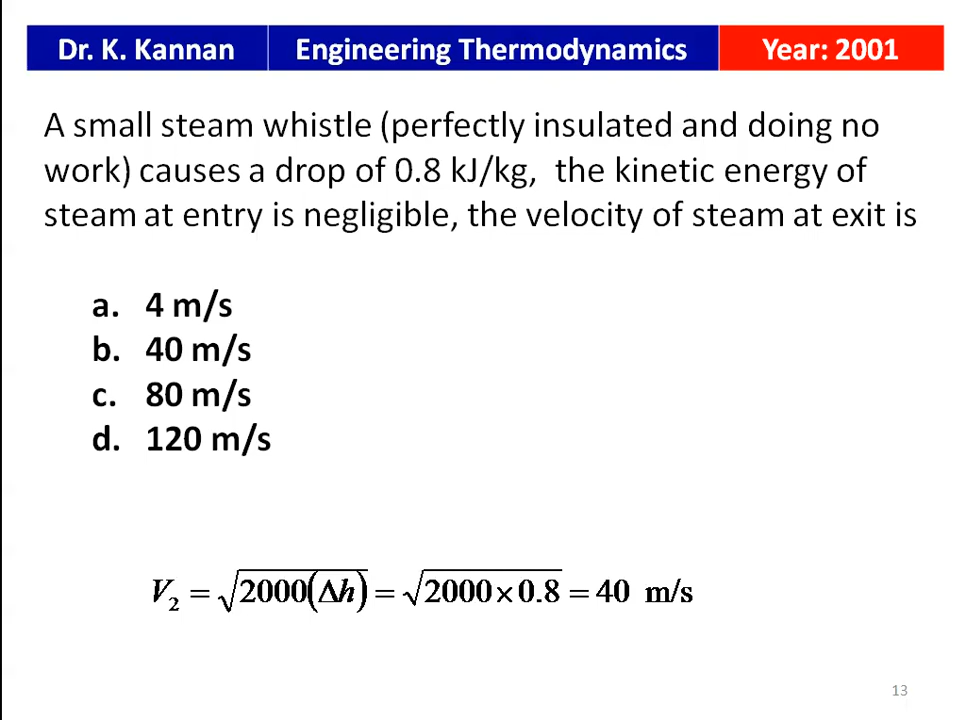 Dr. K. Kannan Engineering Thermodynamics Year: 2001
A small steam whistle (perfectly insulated and doing no
work) causes a drop of 0.8 kJ/kg, the kinetic energy of
steam at entry is negligible, the velocity of steam at exit is
a. 4 m/s
b. 40 m/s
c. 80 m/s
d. 120 m/s
V₂ = √2000(Δh) = √2000×0.8 = 40 m/s
13